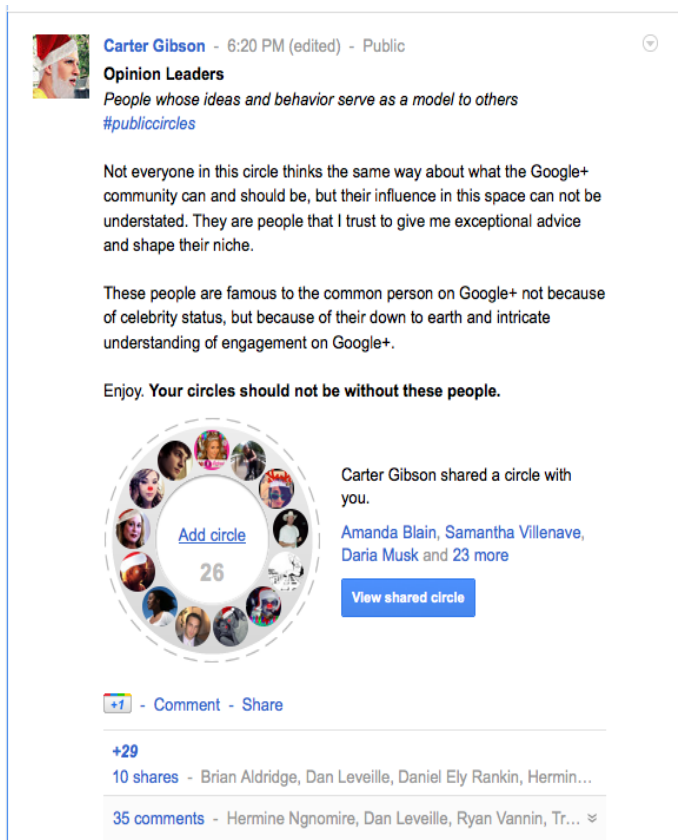 Carter Gibson - 6:20 PM (edited) - Public
Opinion Leaders
People whose ideas and behavior serve as a model to others
#publiccircles
Not everyone in this circle thinks the same way about what the Google+
community can and should be, but their influence in this space can not be
understated. They are people that I trust to give me exceptional advice
and shape their niche.
These people are famous to the common person on Google+ not because
of celebrity status, but because of their down to earth and intricate
understanding of engagement on Google+.
Enjoy. Your circles should not be without these people.
Add circle
26
Carter Gibson shared a circle with
you.
Amanda Blain, Samantha Villenave,
Daria Musk and 23 more
View shared circle
+1 - Comment - Share
+29
10 shares - Brian Aldridge, Dan Leveille, Daniel Ely Rankin, Hermin...
35 comments - Hermine Ngnomire, Dan Leveille, Ryan Vannin, Tr...